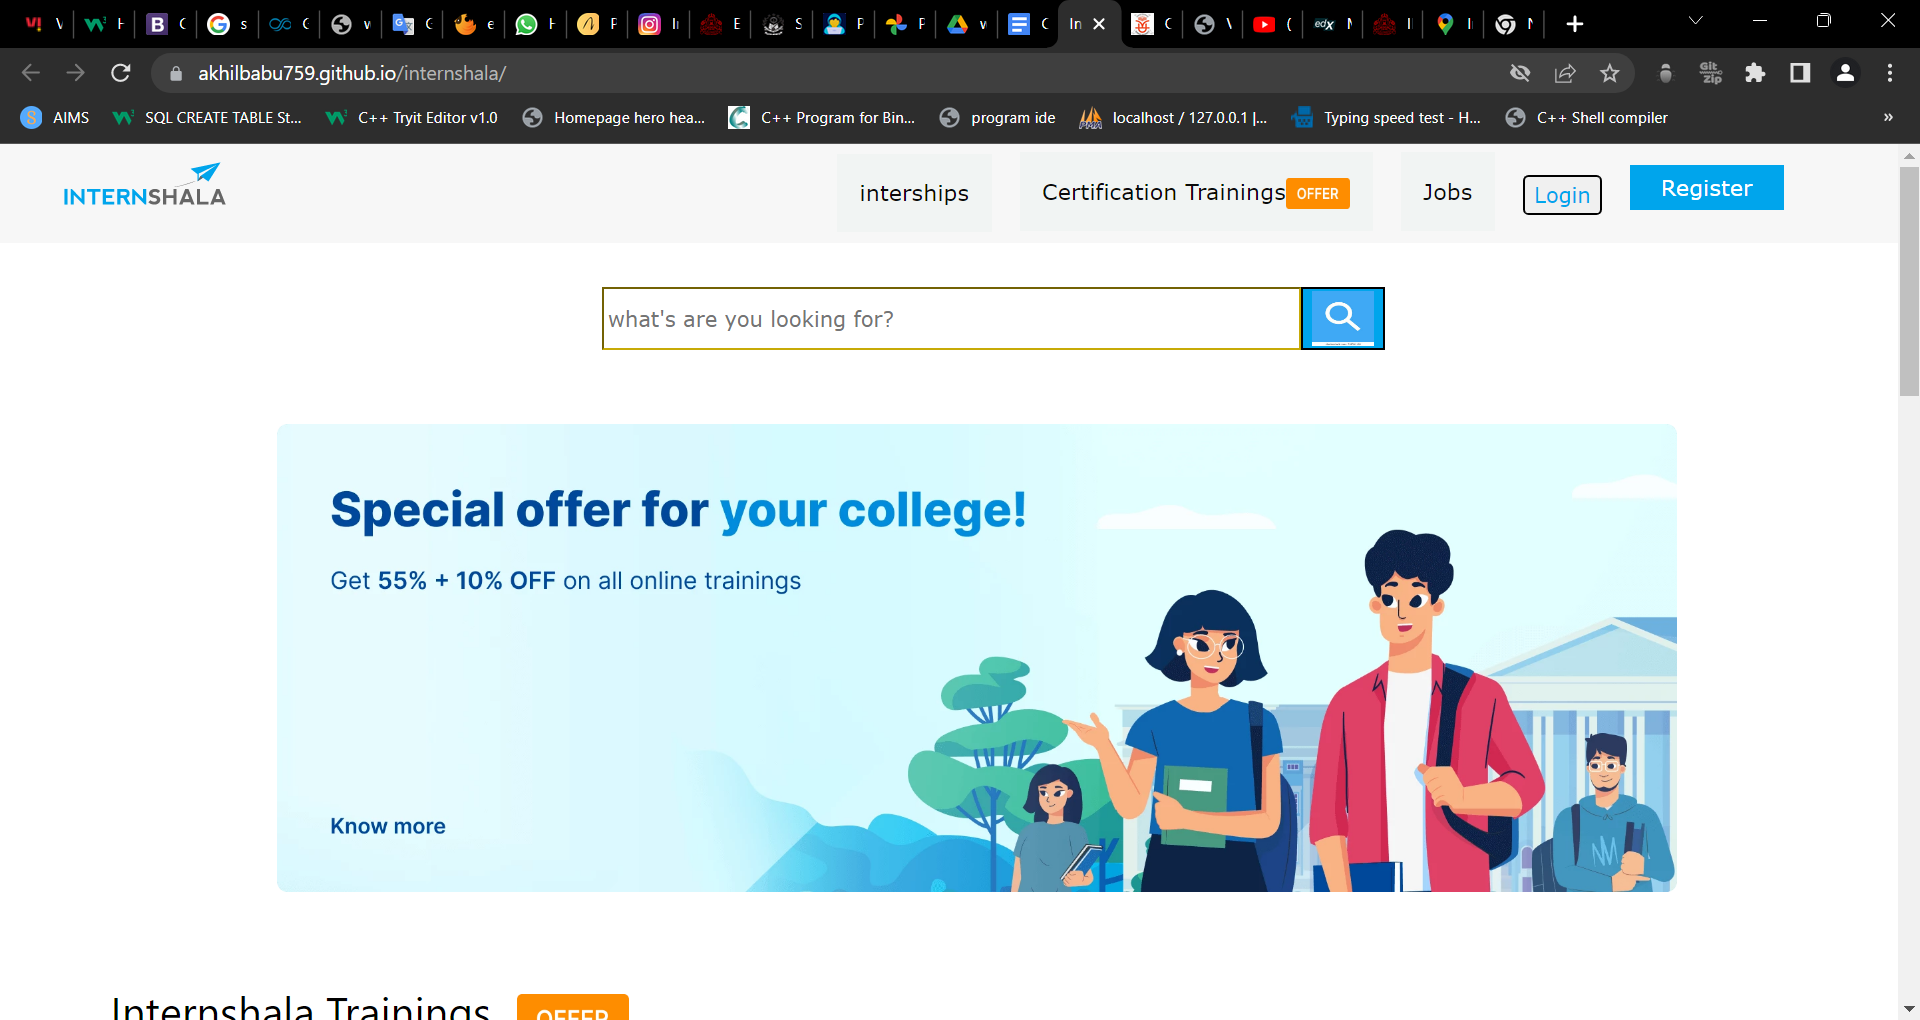 akhilbabu759.github.io/internshala/
AIMS SQL CREATE TABLE St... C++ Tryit Editor v1.0 Homepage hero hea... C++ Program for Bin... program ide localhost / 127.0.0.1 |... Typing speed test - H... C++ Shell compiler »
INTERNSHALA interships Certification Trainings OFFER Jobs Login Register
what's are you looking for?
Special offer for your college!
Get 55% + 10% OFF on all online trainings
Know more
Internshala Trainings OFFER